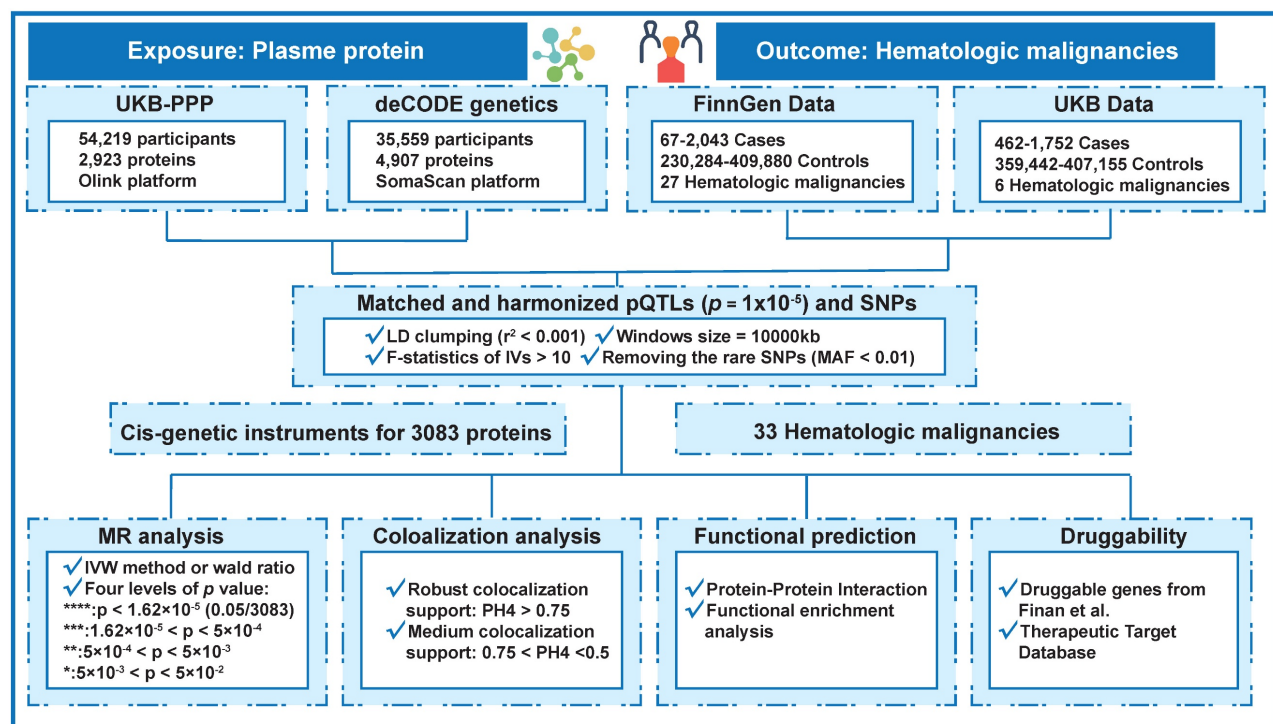 Exposure: Plasme protein
Outcome: Hematologic malignancies
UKB-PPP
54,219 participants
2,923 proteins
Olink platform
deCODE genetics
35,559 participants
4,907 proteins
SomaScan platform
FinnGen Data
67-2,043 Cases
230,284-409,880 Controls
27 Hematologic malignancies
UKB Data
462-1,752 Cases
359,442-407,155 Controls
6 Hematologic malignancies
Matched and harmonized pQTLs (p = 1x10⁻⁵) and SNPs
✓LD clumping (r² < 0.001) ✓Windows size = 10000kb
✓F-statistics of IVs > 10 ✓Removing the rare SNPs (MAF < 0.01)
Cis-genetic instruments for 3083 proteins
33 Hematologic malignancies
MR analysis
✓IVW method or wald ratio
✓Four levels of p value:
****:p < 1.62×10⁻⁵ (0.05/3083)
***:1.62×10⁻⁵ < p < 5×10⁻⁴
**:5×10⁻⁴ < p < 5×10⁻³
*:5×10⁻³ < p < 5×10⁻²
Coloalization analysis
✓Robust colocalization
support: PH4 > 0.75
✓Medium colocalization
support: 0.75 < PH4 <0.5
Functional prediction
✓Protein-Protein Interaction
✓Functional enrichment
analysis
Druggability
✓Druggable genes from
Finan et al.
✓Therapeutic Target
Database